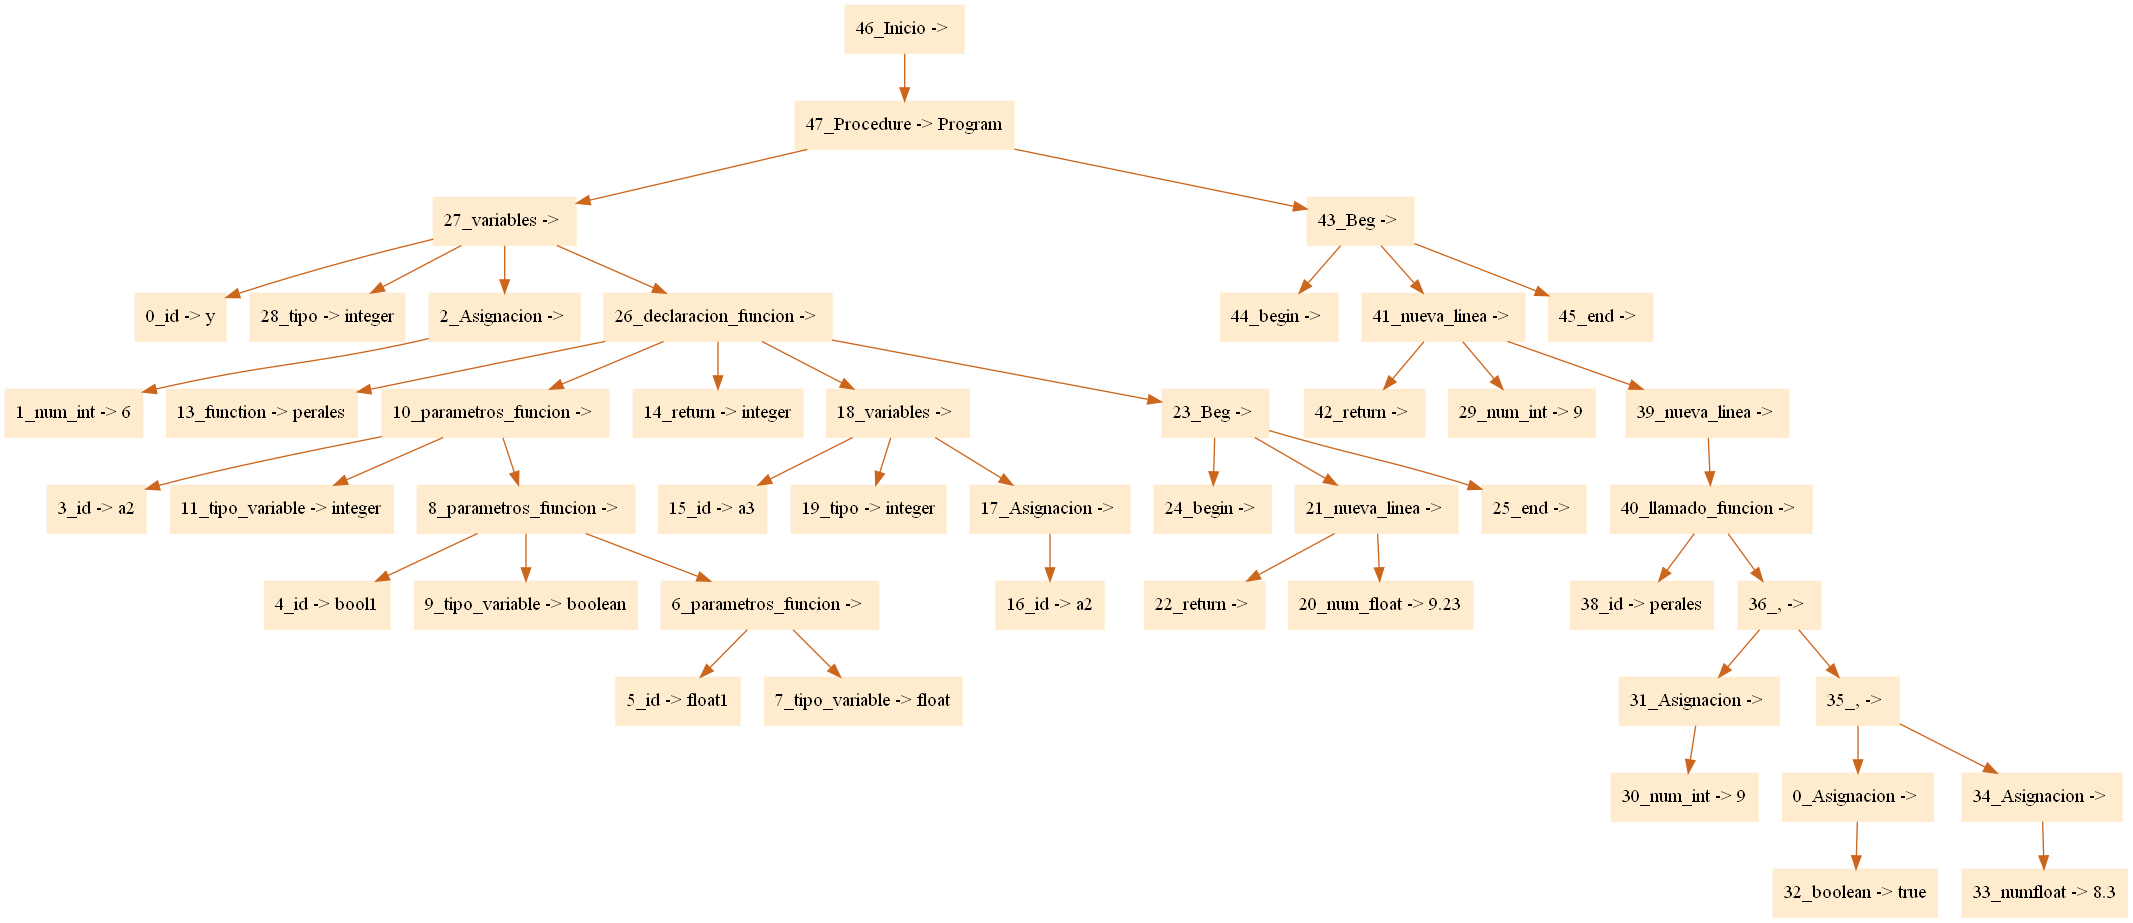 46_Inicio ->
47_Procedure -> Program
27_variables ->
43_Beg ->
0_id -> y
28_tipo -> integer
2_Asignacion ->
26_declaracion_funcion ->
44_begin ->
41_nueva_linea ->
45_end ->
1_num_int -> 6
13_function -> perales
10_parametros_funcion ->
14_return -> integer
18_variables ->
23_Beg ->
42_return ->
29_num_int -> 9
39_nueva_linea ->
3_id -> a2
11_tipo_variable -> integer
8_parametros_funcion ->
15_id -> a3
19_tipo -> integer
17_Asignacion ->
24_begin ->
21_nueva_linea ->
25_end ->
40_llamado_funcion ->
4_id -> bool1
9_tipo_variable -> boolean
6_parametros_funcion ->
16_id -> a2
22_return ->
20_num_float -> 9.23
38_id -> perales
36_, ->
5_id -> float1
7_tipo_variable -> float
31_Asignacion ->
35_, ->
30_num_int -> 9
0_Asignacion ->
34_Asignacion ->
32_boolean -> true
33_numfloat -> 8.3